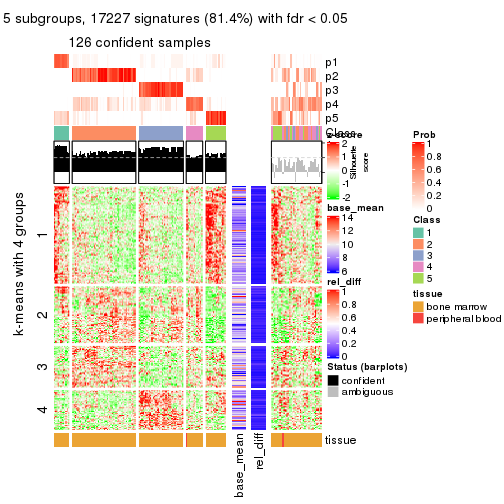 5 subgroups, 17227 signatures (81.4%) with fdr < 0.05
126 confident samples
p1
p2
p3
p4
p5
Class
z-score
2
1
0
-1
-2
Silhouette
score
Prob
1
0.8
0.6
0.4
0.2
0
base_mean
14
12
10
8
6
Class
1
2
3
4
5
rel_diff
1
0.8
0.6
0.4
0.2
0
tissue
bone marrow
peripheral blood
Status (barplots)
confident
ambiguous
k-means with 4 groups
1
2
3
4
tissue
base_mean
rel_diff